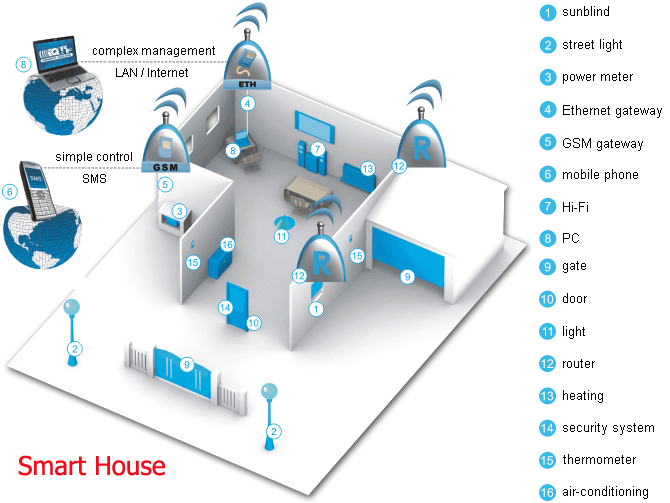 complex management
LAN / Internet
ETH
simple control
SMS
GSM
SMS
R
R
8
6
4
5
8
7
13
12
3
11
15
16
12
15
9
14
10
1
2
9
2
Smart House
1 sunblind
2 street light
3 power meter
4 Ethernet gateway
5 GSM gateway
6 mobile phone
7 Hi-Fi
8 PC
9 gate
10 door
11 light
12 router
13 heating
14 security system
15 thermometer
16 air-conditioning